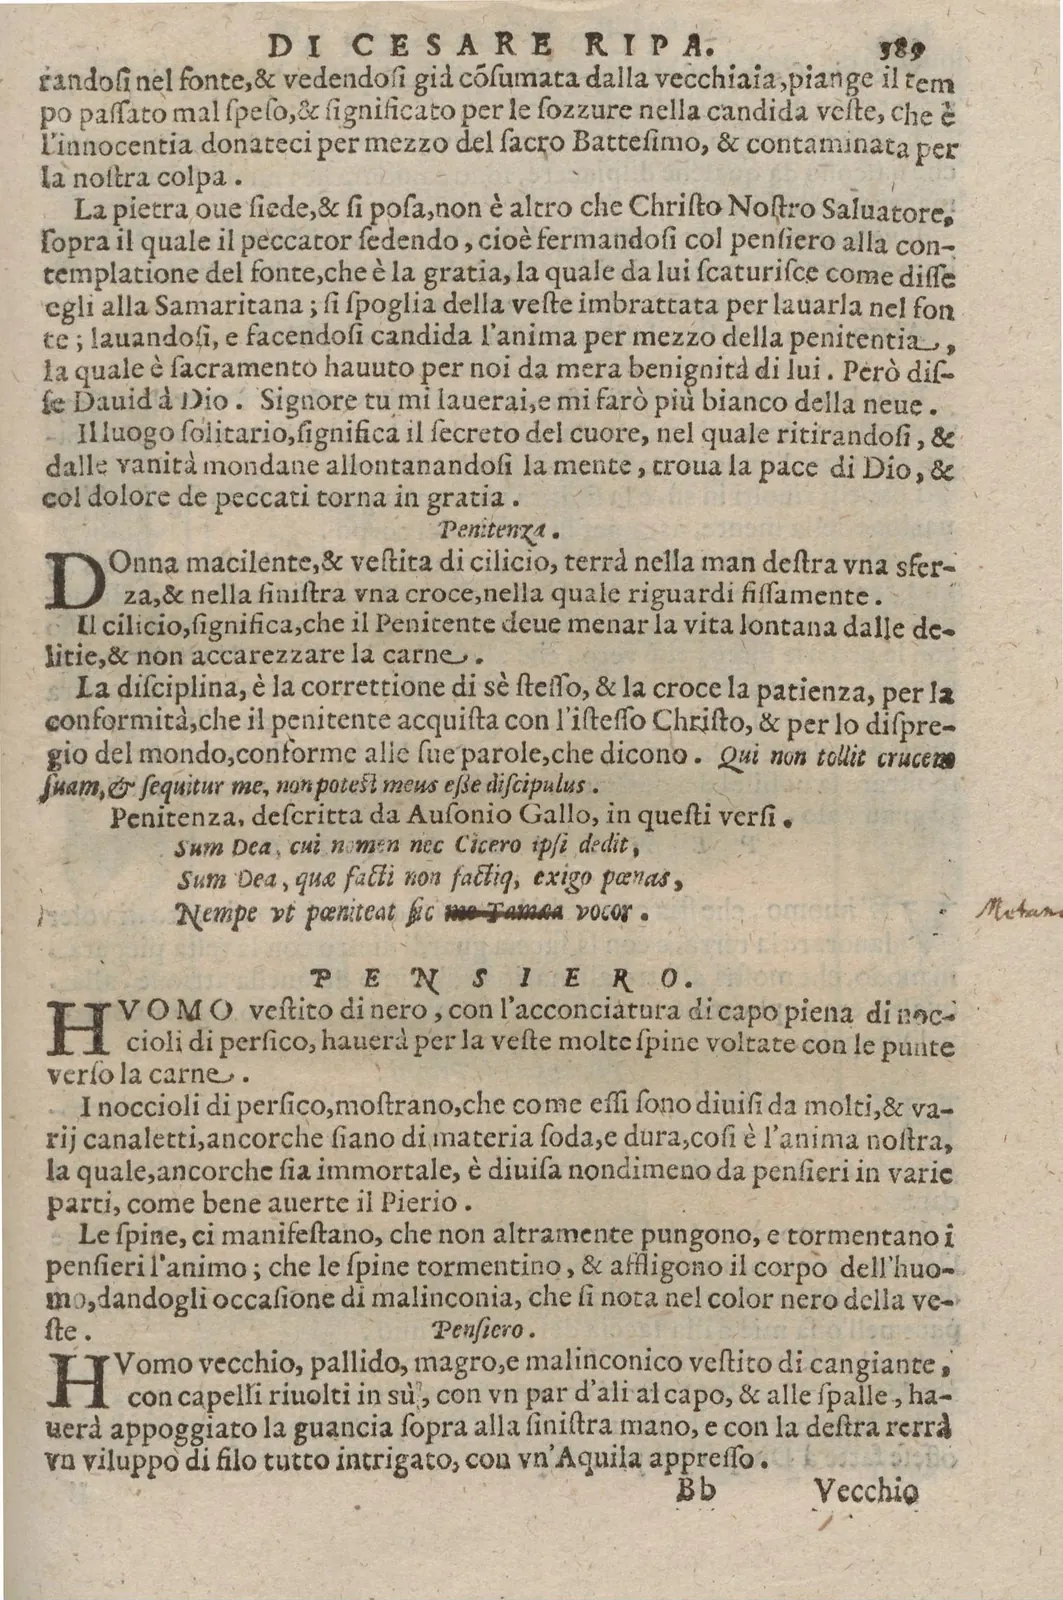 DI CESARE RIPA. 389
randosi nel fonte,& vedendosi già cõsumata dalla vecchiaia,piange il tem
po passato mal speso,& significato per le sozzure nella candida veste, che è
l'innocentia donateci per mezzo del sacro Battesimo, & contaminata per
la nostra colpa .
La pietra oue siede,& si posa,non è altro che Christo Nostro Saluatore,
sopra il quale il peccator sedendo , cioè fermandosi col pensiero alla con-
templatione del fonte,che è la gratia, la quale da lui scaturisce come disse
egli alla Samaritana ; si spoglia della veste imbrattata per lauarla nel fon
te ; lauandosi, e facendosi candida l'anima per mezzo della penitentia ,
la quale è sacramento hauuto per noi da mera benignità di lui . Però dis-
se Dauid à Dio . Signore tu mi lauerai,e mi farò più bianco della neue .
Il luogo solitario,significa il secreto del cuore, nel quale ritirandosi , &
dalle vanità mondane allontanandosi la mente , troua la pace di Dio, &
col dolore de peccati torna in gratia .
Penitenza .
DOnna macilente,& vestita di cilicio, terrà nella man destra vna sfer-
za,& nella sinistra vna croce,nella quale riguardi fissamente .
Il cilicio,significa,che il Penitente deue menar la vita lontana dalle de-
litie,& non accarezzare la carne .
La disciplina, è la correttione di sè stesso, & la croce la patienza, per la
conformità,che il penitente acquista con l'istesso Christo, & per lo dispre-
gio del mondo,conforme alle sue parole,che dicono . Qui non tollit crucem
suam,& sequitur me, non potest meus esse discipulus .
Penitenza, descritta da Ausonio Gallo, in questi versi .
Sum Dea, cui nomen nec Cicero ipsi dedit,
Sum Dea, quæ facti non factiq, exigo pœnas,
Nempe vt pœniteat sic vocor .
PENSIERO.
HVOMO vestito di nero , con l'acconciatura di capo piena di noc-
cioli di persico, hauerà per la veste molte spine voltate con le punte
verso la carne .
I noccioli di persico,mostrano,che come essi sono diuisi da molti,& va-
rij canaletti,ancorche siano di materia soda,e dura,cosi è l'anima nostra,
la quale,ancorche sia immortale, è diuisa nondimeno da pensieri in varie
parti, come bene auerte il Pierio .
Le spine, ci manifestano, che non altramente pungono, e tormentano i
pensieri l'animo ; che le spine tormentino , & affligono il corpo dell'huo-
mo,dandogli occasione di malinconia, che si nota nel color nero della ve-
ste . Pensiero .
HVomo vecchio, pallido, magro,e malinconico vestito di cangiante ,
con capelli riuolti in sù , con vn par d'ali al capo, & alle spalle , ha-
uerà appoggiato la guancia sopra alla sinistra mano, e con la destra rerrà
vn viluppo di filo tutto intrigato, con vn'Aquila appresso .
Bb Vecchio